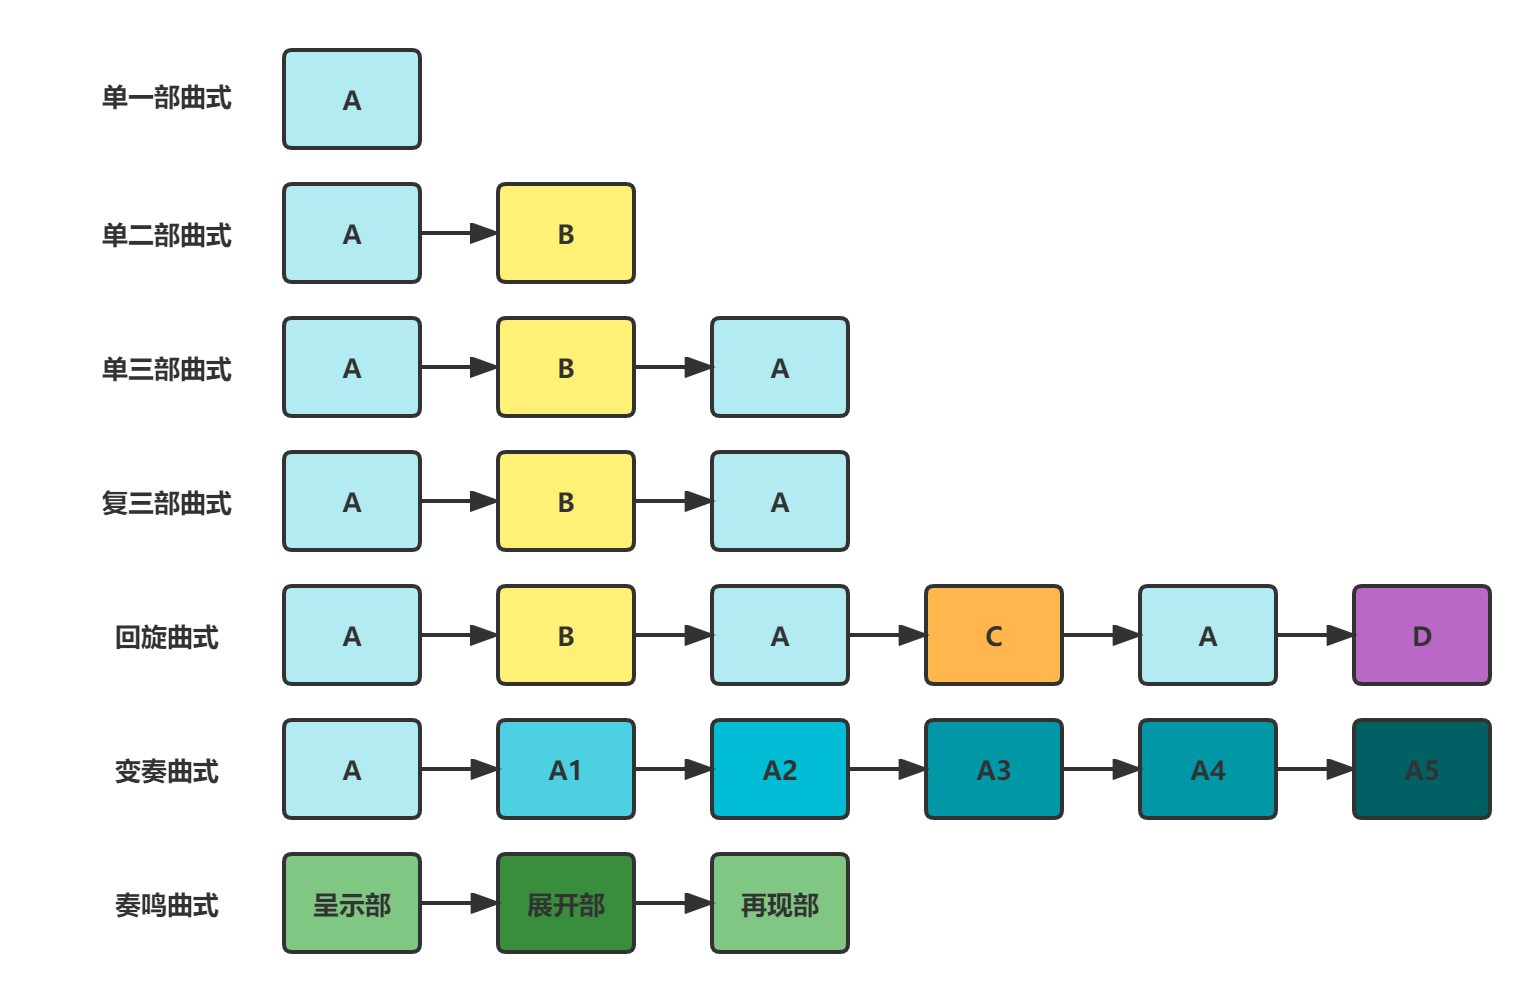 单一部曲式 A
单二部曲式 A B
单三部曲式 A B A
复三部曲式 A B A
回旋曲式 A B A C A D
变奏曲式 A A1 A2 A3 A4 A5
奏鸣曲式 呈示部 展开部 再现部